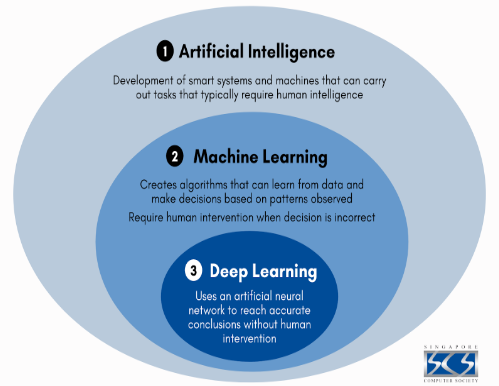 1 Artificial Intelligence
Development of smart systems and machines that can carry
out tasks that typically require human intelligence
2 Machine Learning
Creates algorithms that can learn from data and
make decisions based on patterns observed
Require human intervention when decision is incorrect
3 Deep Learning
Uses an artificial neural
network to reach accurate
conclusions without human
intervention
SINGAPORE
SCS
COMPUTER SOCIETY